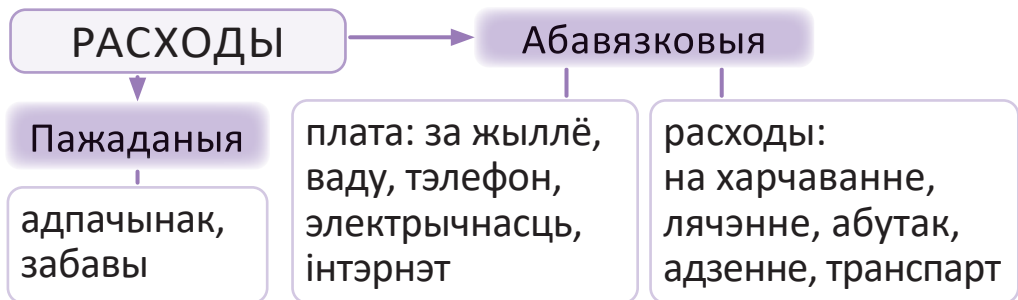 РАСХОДЫ
Абавязковыя
Пажаданыя
адпачынак,
забавы
плата: за жыллё,
ваду, тэлефон,
электрычнасць,
інтэрнэт
расходы:
на харчаванне,
лячэнне, абутак,
адзенне, транспарт